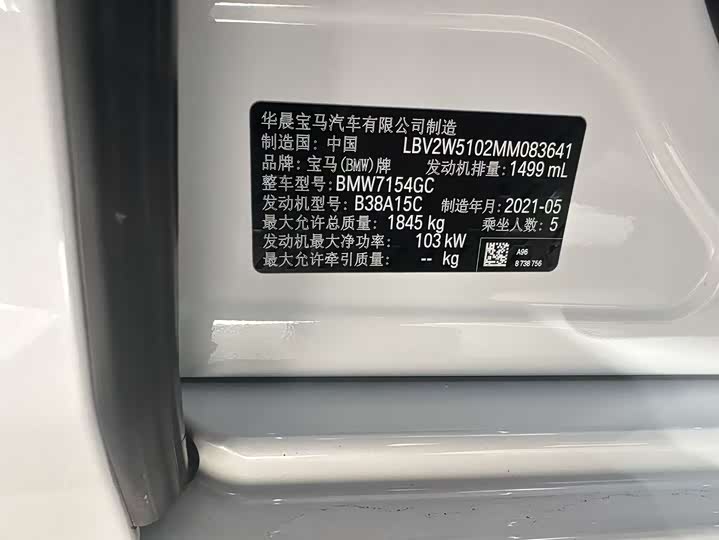 华晨宝马汽车有限公司制造
制造国: 中国 LBV2W5102MM083641
品牌: 宝马(BMW)牌 发动机排量: 1499 mL
整车型号: BMW7154GC
发动机型号: B38A15C 制造年月: 2021-05
最大允许总质量: 1845 kg 乘坐人数: 5
发动机最大净功率: 103 kW
最大允许牵引质量: -- kg
A96
8 738 756